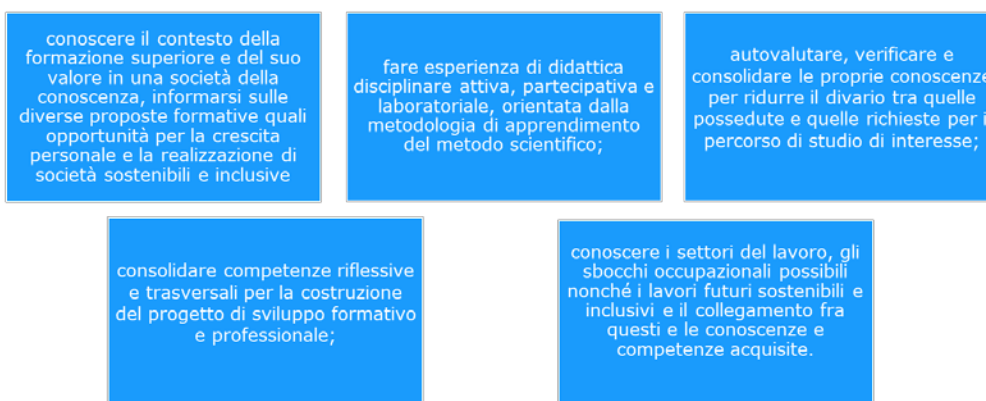 conoscere il contesto della
formazione superiore e del suo
valore in una società della
conoscenza, informarsi sulle
diverse proposte formative quali
opportunità per la crescita
personale e la realizzazione di
società sostenibili e inclusive
fare esperienza di didattica
disciplinare attiva, partecipativa e
laboratoriale, orientata dalla
metodologia di apprendimento
del metodo scientifico;
autovalutare, verificare e
consolidare le proprie conoscenze
per ridurre il divario tra quelle
possedute e quelle richieste per i
percorso di studio di interesse;
consolidare competenze riflessive
e trasversali per la costruzione
del progetto di sviluppo formativo
e professionale;
conoscere i settori del lavoro, gli
sbocchi occupazionali possibili
nonché i lavori futuri sostenibili e
inclusivi e il collegamento fra
questi e le conoscenze e
competenze acquisite.